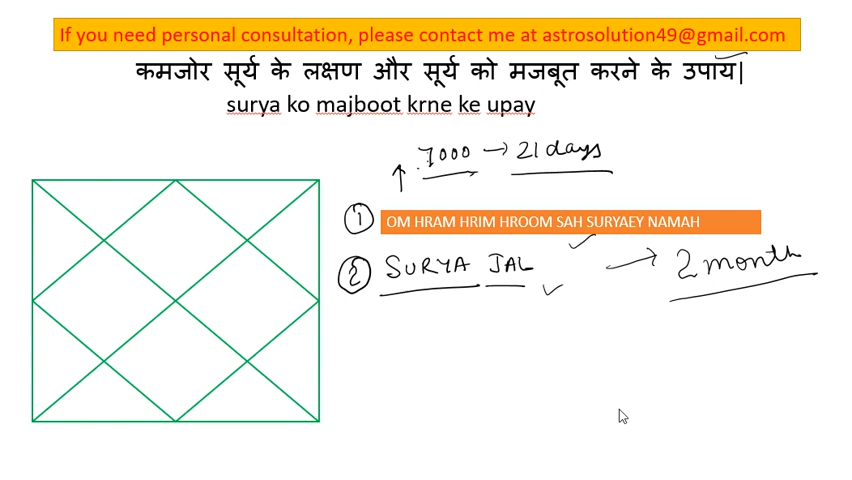 If you need personal consultation, please contact me at astrosolution49@gmail.com
कमजोर सूर्य के लक्षण और सूर्य को मजबूत करने के उपाय|
surya ko majboot krne ke upay
↑ 7000 → 21 days
① OM HRAM HRIM HROOM SAH SURYAEY NAMAH
② SURYA JAL → 2 month